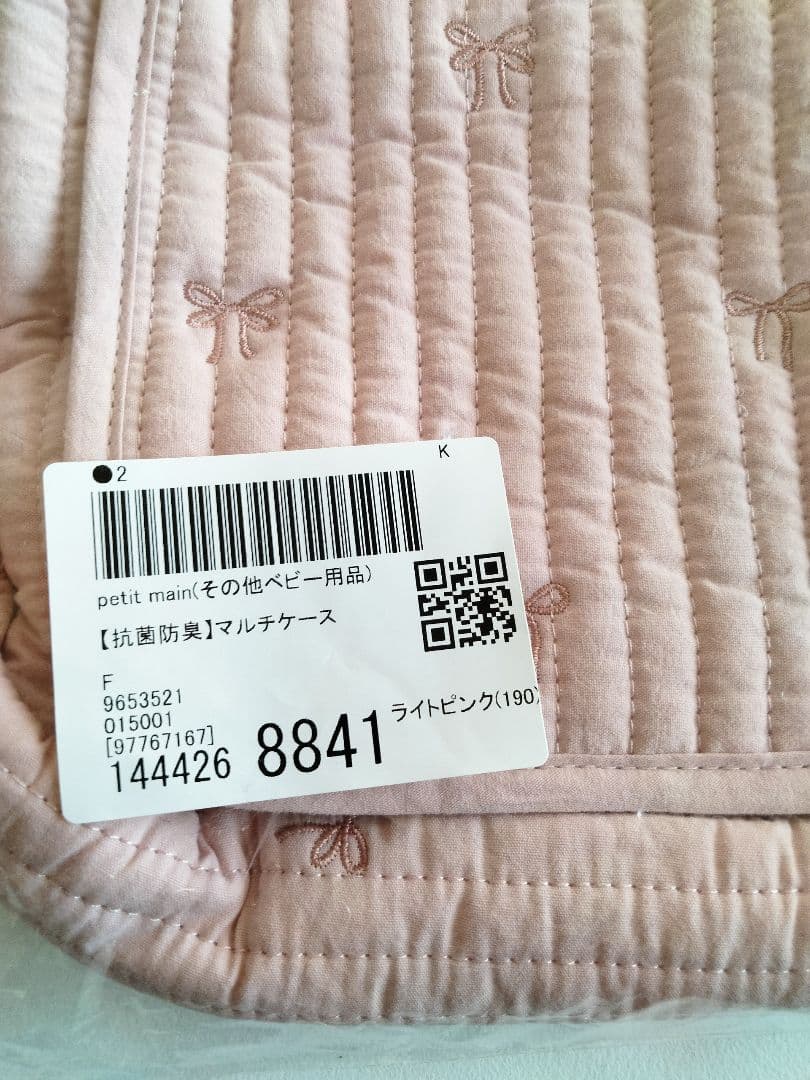 ●2
K
petit main(その他ベビー用品)
【抗菌防臭】マルチケース
F
9653521
015001
[97767167]
144426 8841 ライトピンク(190)